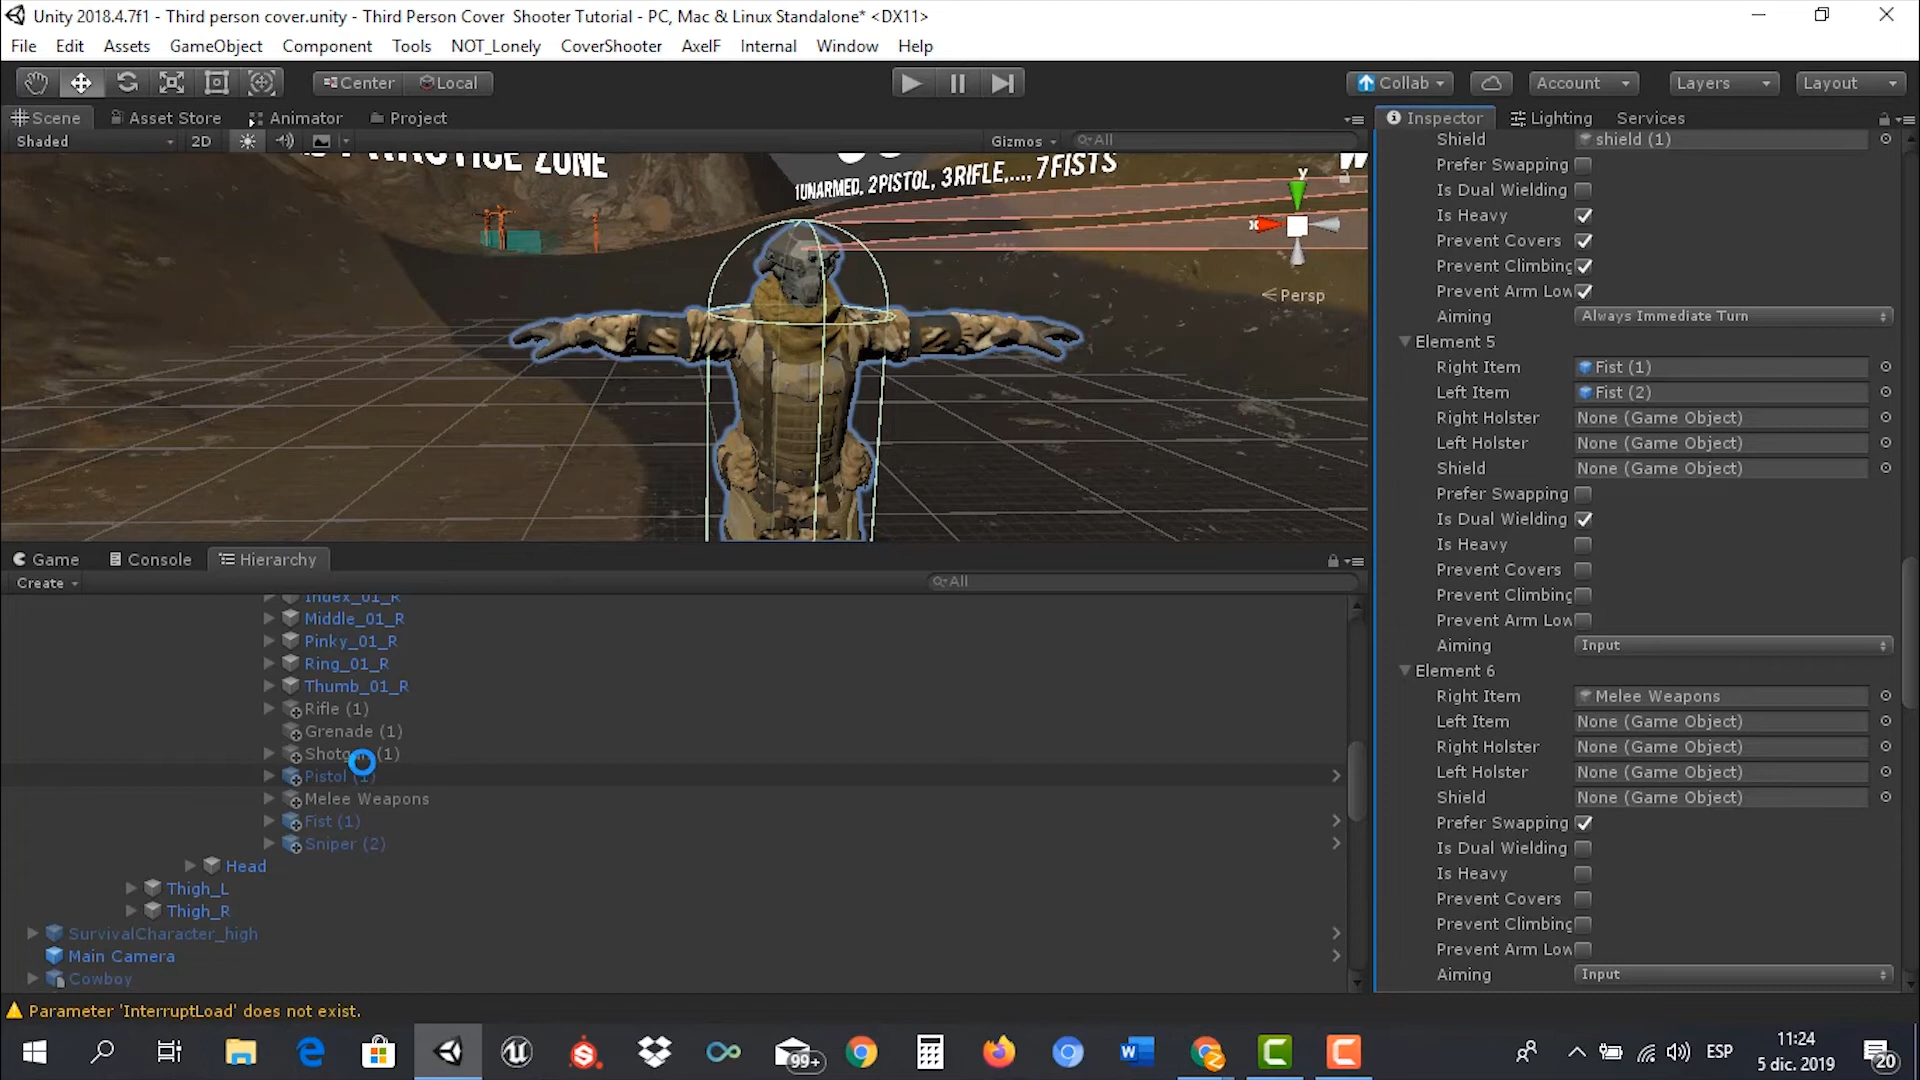 Unity 2018.4.7f1 - Third person cover.unity - Third Person Cover Shooter Tutorial - PC, Mac & Linux Standalone* <DX11>
File Edit Assets GameObject Component Tools NOT_Lonely CoverShooter AxelF Internal Window Help
Center Local Collab Account Layers Layout
Scene Asset Store Animator Project Inspector Lighting Services
Shaded 2D Gizmos All
PRACTICE ZONE
1UNARMED, 2PISTOL, 3RIFLE,..., 7FISTS
W
y
x
Persp
Shield shield (1)
Prefer Swapping
Is Dual Wielding
Is Heavy
Prevent Covers
Prevent Climbing
Prevent Arm Low
Aiming Always Immediate Turn
Element 5
Right Item Fist (1)
Left Item Fist (2)
Right Holster None (Game Object)
Left Holster None (Game Object)
Shield None (Game Object)
Prefer Swapping
Is Dual Wielding
Is Heavy
Prevent Covers
Prevent Climbing
Prevent Arm Low
Aiming Input
Element 6
Right Item Melee Weapons
Left Item None (Game Object)
Right Holster None (Game Object)
Left Holster None (Game Object)
Shield None (Game Object)
Prefer Swapping
Is Dual Wielding
Is Heavy
Prevent Covers
Prevent Climbing
Prevent Arm Low
Aiming Input
Game Console Hierarchy
Create All
Index_01_R
Middle_01_R
Pinky_01_R
Ring_01_R
Thumb_01_R
Rifle (1)
Grenade (1)
Shotgun (1)
Pistol (1)
Melee Weapons
Fist (1)
Sniper (2)
Head
Thigh_L
Thigh_R
SurvivalCharacter_high
Main Camera
Cowboy
Parameter 'InterruptLoad' does not exist.
99+
ESP
11:24
5 dic. 2019
20